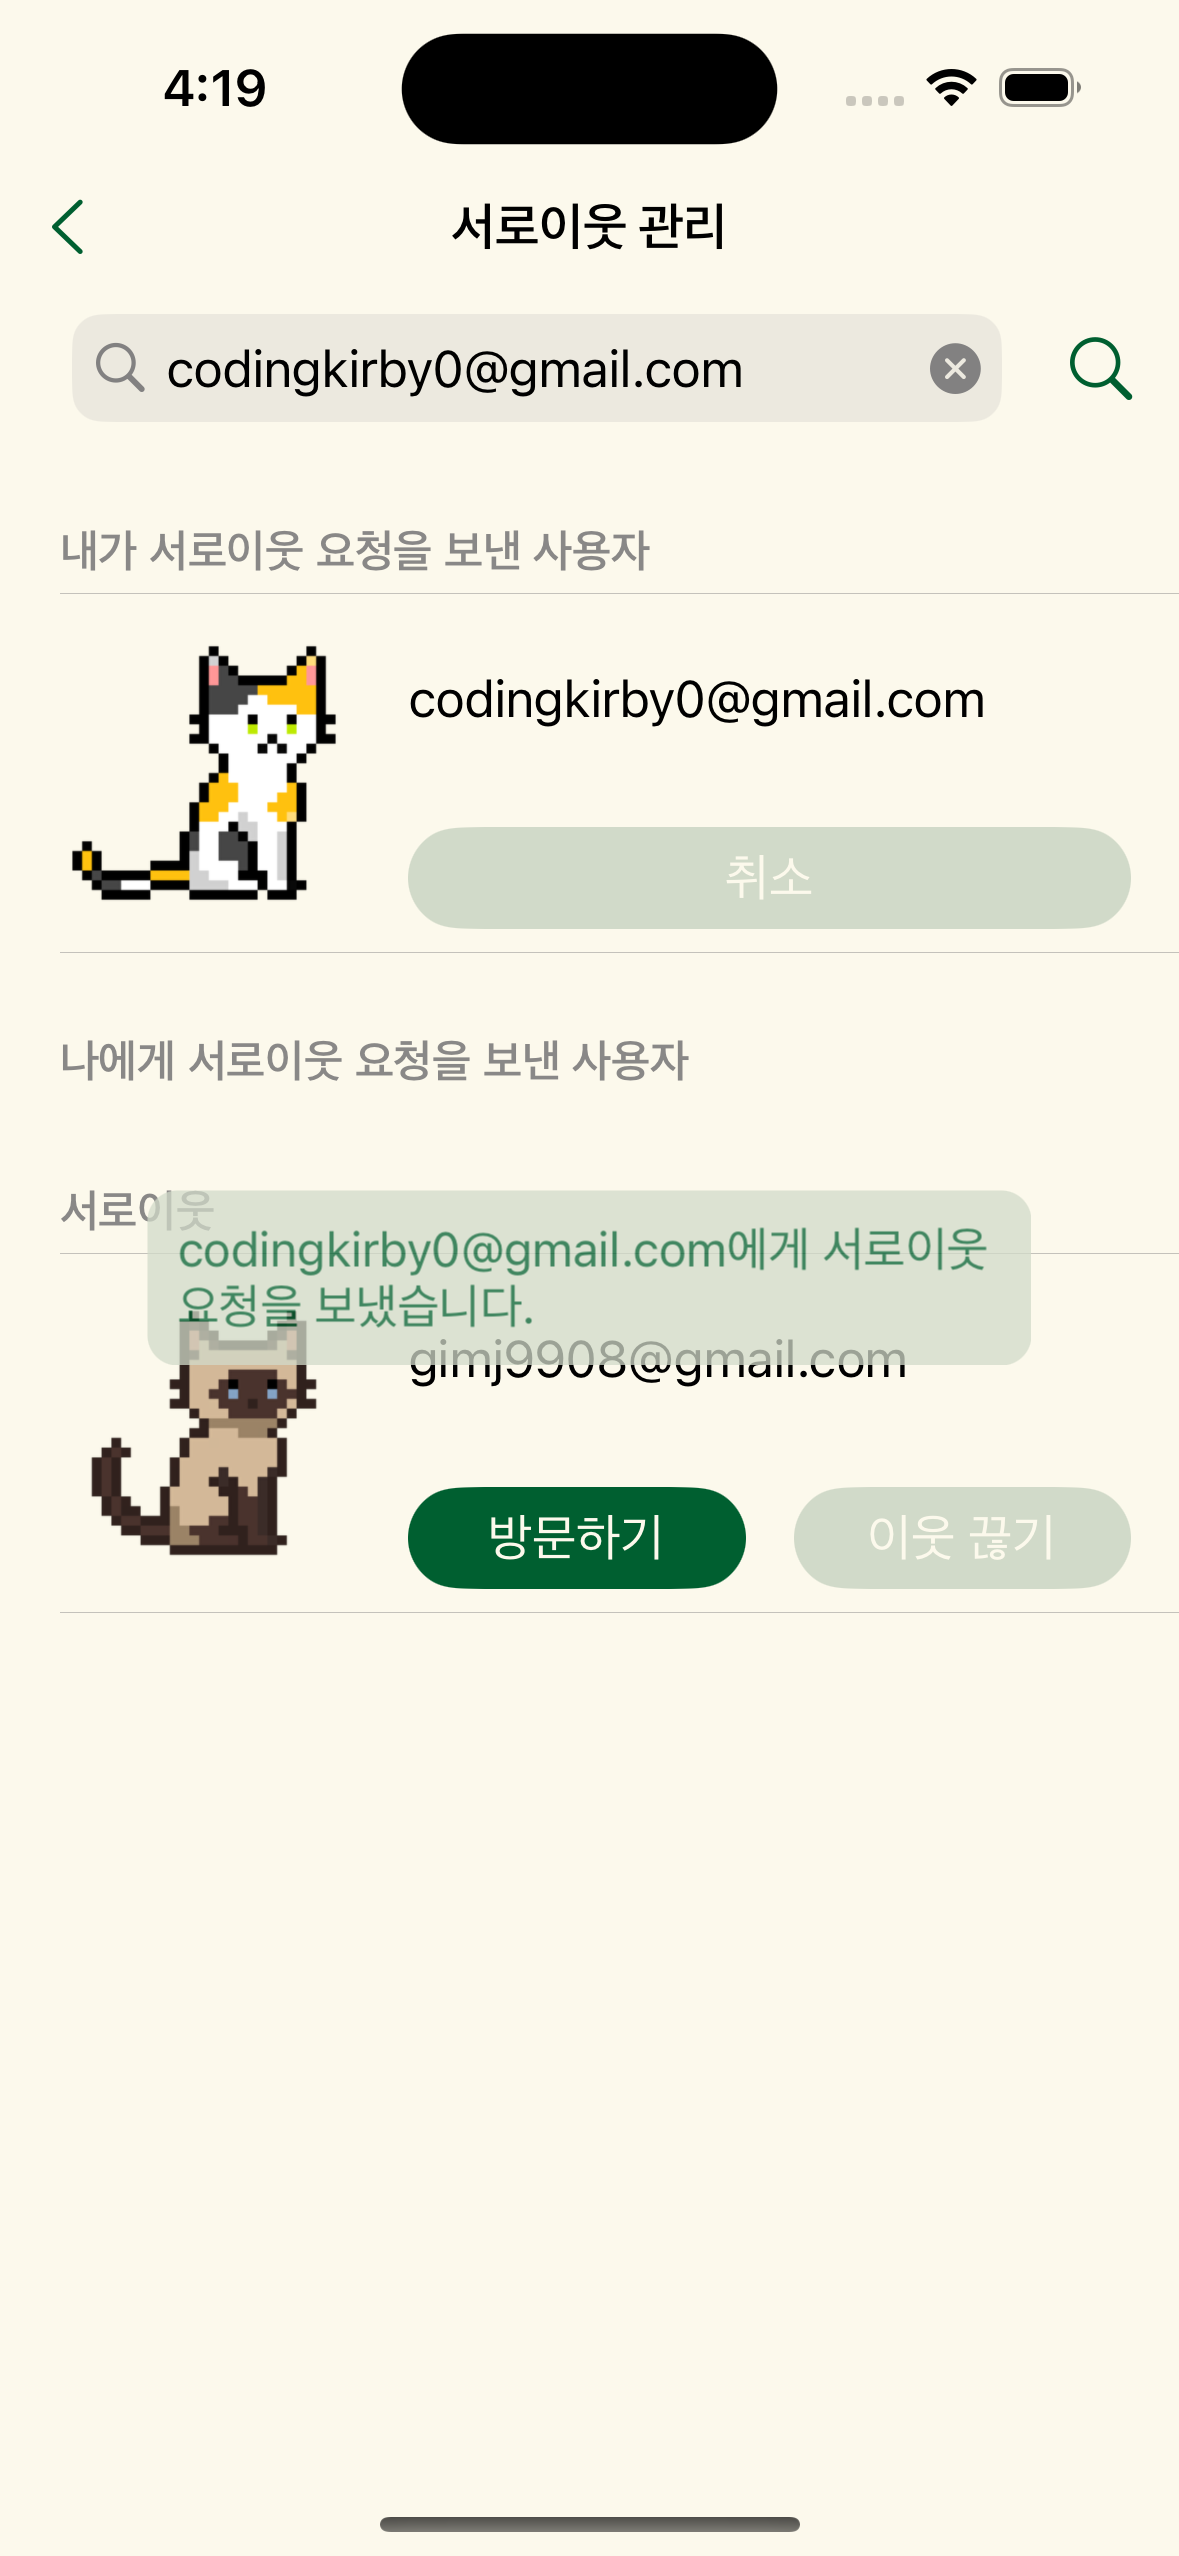 4:19
서로이웃 관리
codingkirby0@gmail.com
내가 서로이웃 요청을 보낸 사용자
codingkirby0@gmail.com
취소
나에게 서로이웃 요청을 보낸 사용자
서로이웃
codingkirby0@gmail.com에게 서로이웃
요청을 보냈습니다.
gimj9908@gmail.com
방문하기 이웃 끊기